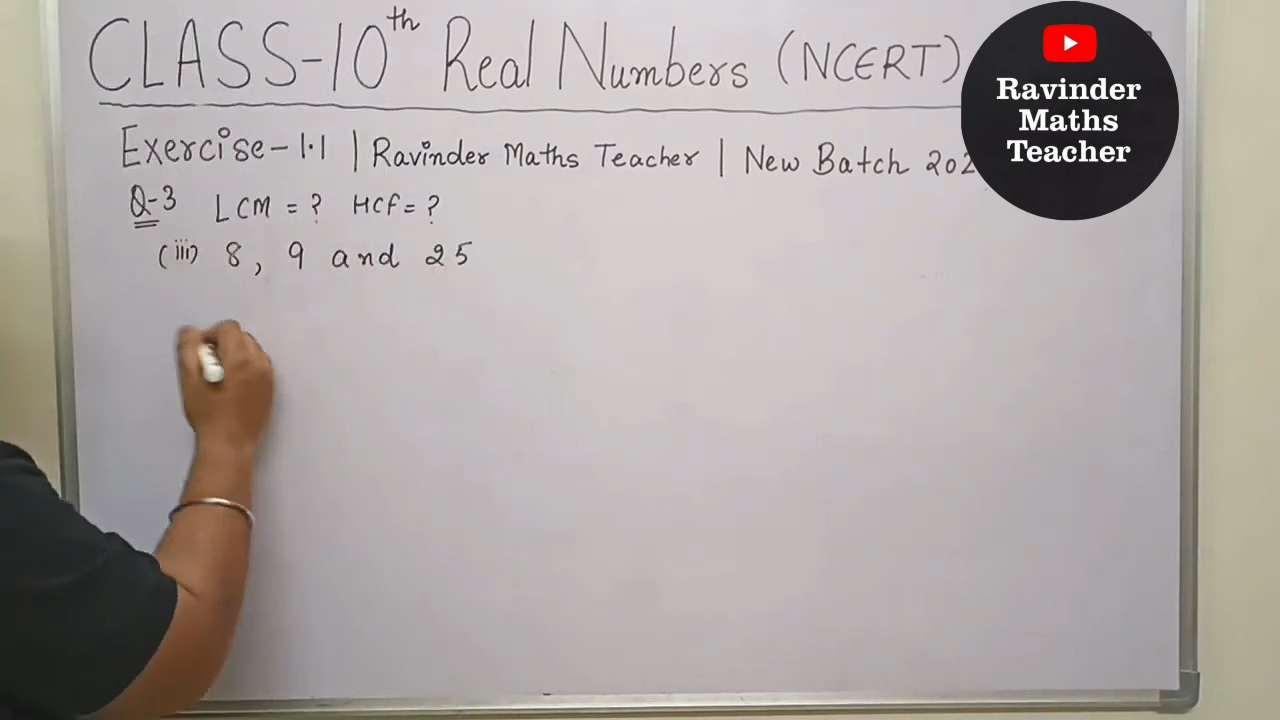 CLASS-10th Real Numbers (NCERT)
Exercise-1.1 | Ravinder Maths Teacher | New Batch 202
Q-3 LCM = ? HCF = ?
(iii) 8, 9 and 25
Ravinder
Maths
Teacher